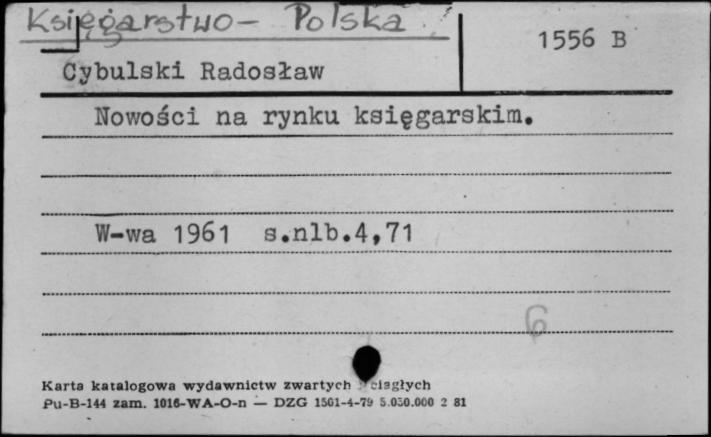 Księgarstwo - Polska
1556 B
Cybulski Radosław
Nowości na rynku księgarskim.
W-wa 1961 s.nlb.4,71
6
Karta katalogowa wydawnictw zwartych i ciągłych
Pu-B-144 zam. 1016-WA-O-n — DZG 1501-4-79 5.050.000 2 81